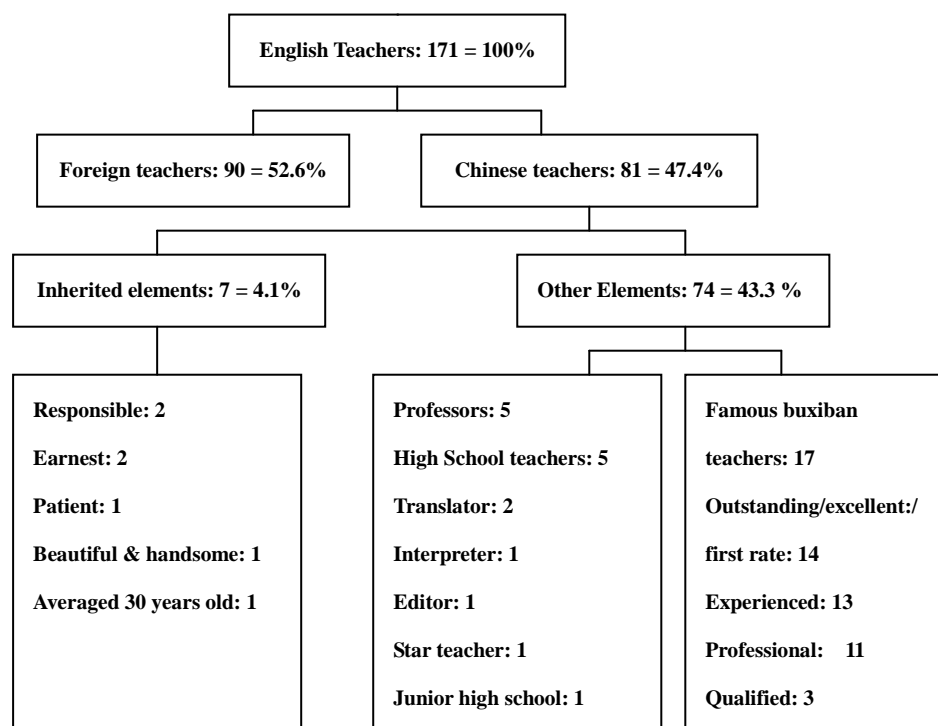 English Teachers: 171 = 100%
Foreign teachers: 90 = 52.6%
Chinese teachers: 81 = 47.4%
Inherited elements: 7 = 4.1%
Other Elements: 74 = 43.3 %
Responsible: 2
Earnest: 2
Patient: 1
Beautiful & handsome: 1
Averaged 30 years old: 1
Professors: 5
High School teachers: 5
Translator: 2
Interpreter: 1
Editor: 1
Star teacher: 1
Junior high school: 1
Famous buxiban
teachers: 17
Outstanding/excellent:/
first rate: 14
Experienced: 13
Professional: 11
Qualified: 3